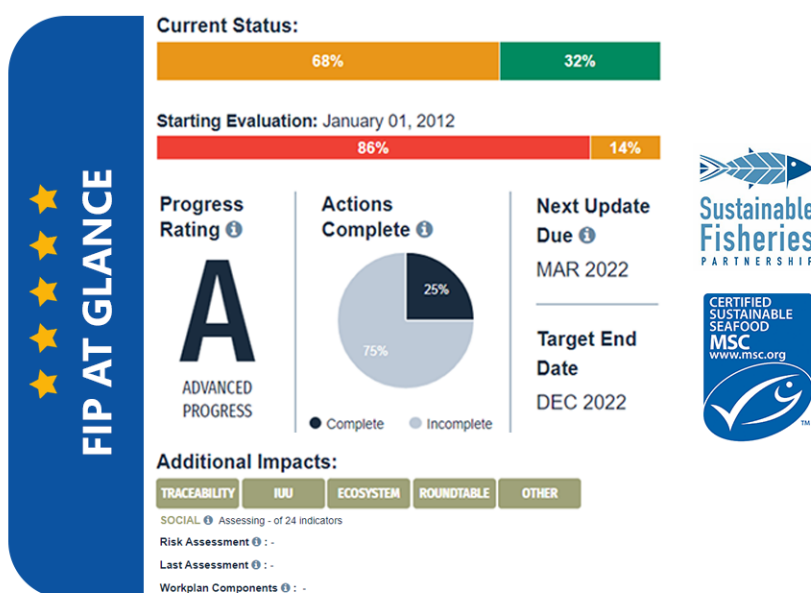 FIP AT GLANCE
Current Status:
68%
32%
Starting Evaluation: January 01, 2012
86%
14%
Progress
Rating
A
ADVANCED
PROGRESS
Actions
Complete
25%
75%
Complete
Incomplete
Next Update
Due
MAR 2022
Target End
Date
DEC 2022
Additional Impacts:
TRACEABILITY
IUU
ECOSYSTEM
ROUNDTABLE
OTHER
SOCIAL Assessing - of 24 indicators
Risk Assessment : -
Last Assessment : -
Workplan Components : -
Sustainable
Fisheries
PARTNERSHIP
CERTIFIED
SUSTAINABLE
SEAFOOD
MSC
www.msc.org
TM